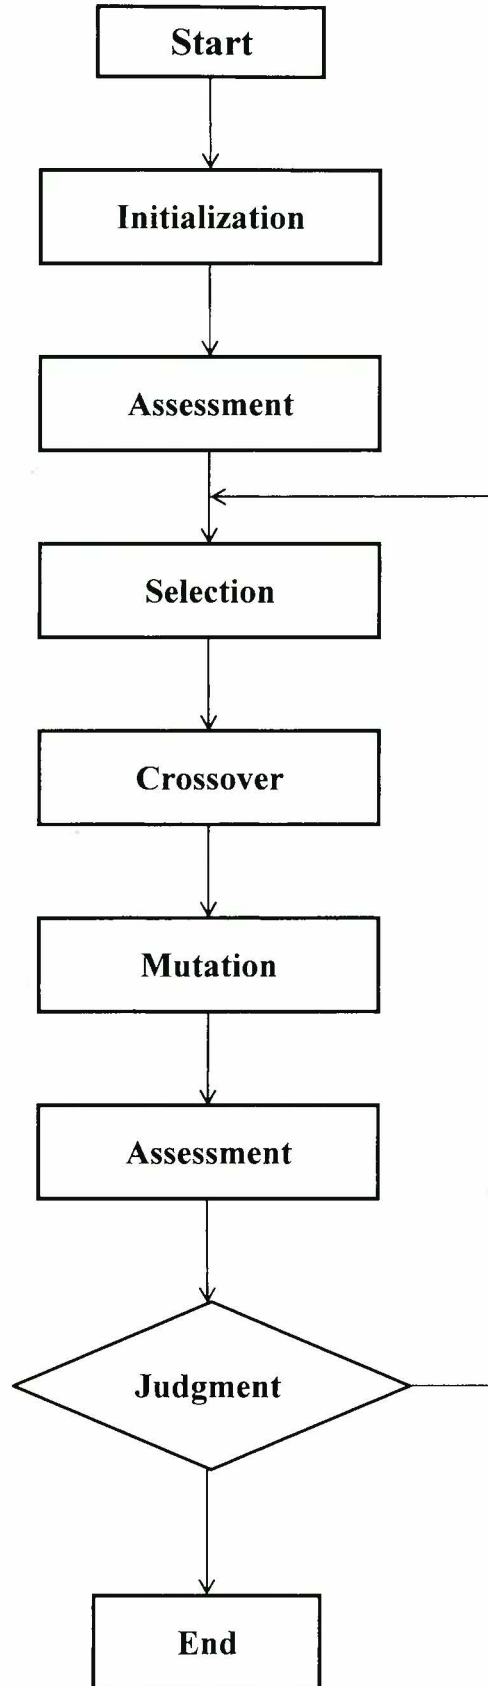 Start
Initialization
Assessment
Selection
Crossover
Mutation
Assessment
Judgment
End